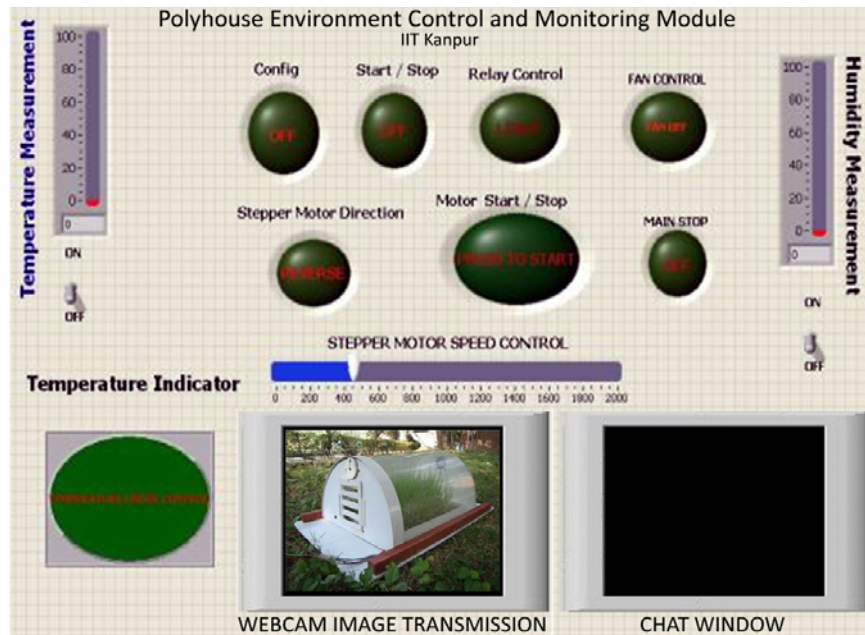 Polyhouse Environment Control and Monitoring Module
IIT Kanpur
Temperature Measurement
100
80
60
40
20
0
0
ON
OFF
Config
OFF
Start / Stop
OFF
Relay Control
FAN CONTROL
FAN OFF
Humidity Measurement
100
80
60
40
20
0
0
ON
OFF
Stepper Motor Direction
REVERSE
Motor Start / Stop
PRESS TO START
MAIN STOP
OFF
STEPPER MOTOR SPEED CONTROL
0 200 400 600 800 1000 1200 1400 1600 1800 2000
Temperature Indicator
TEMPERATURE UNDER CONTROL
WEBCAM IMAGE TRANSMISSION
CHAT WINDOW